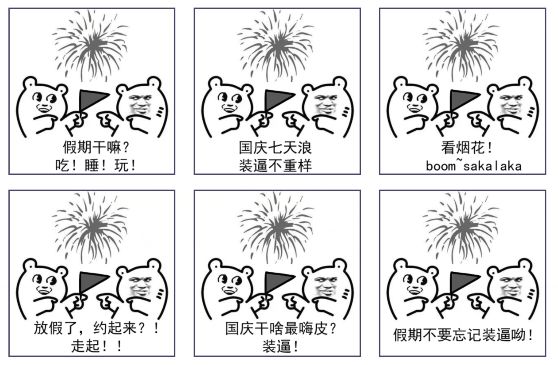 假期干嘛?
吃!睡!玩!
国庆七天浪
装逼不重样
看烟花!
boom~sakalaka
放假了,约起来?!
走起!!
国庆干啥最嗨皮?
装逼!
假期不要忘记装逼呦!